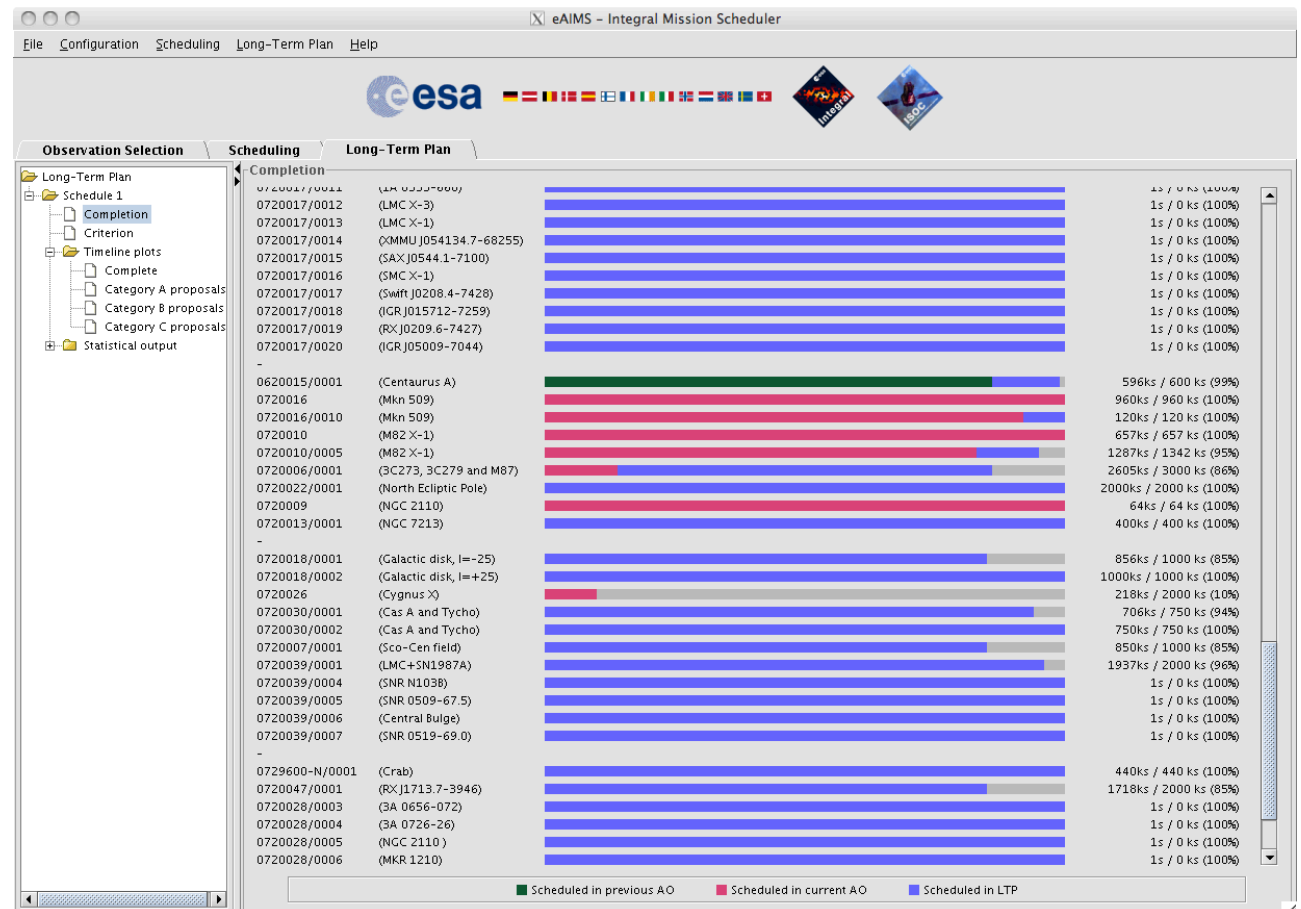 eAIMS - Integral Mission Scheduler
File Configuration Scheduling Long-Term Plan Help
esa
Integral
ISOC
Observation Selection Scheduling Long-Term Plan
Long-Term Plan
Schedule 1
Completion
Criterion
Timeline plots
Complete
Category A proposals
Category B proposals
Category C proposals
Statistical output
Completion
0720017/0011 1s / 0 ks (100%)
0720017/0012 (LMC X-3) 1s / 0 ks (100%)
0720017/0013 (LMC X-1) 1s / 0 ks (100%)
0720017/0014 (XMMU J054134.7-68255) 1s / 0 ks (100%)
0720017/0015 (SAX J0544.1-7100) 1s / 0 ks (100%)
0720017/0016 (SMC X-1) 1s / 0 ks (100%)
0720017/0017 (Swift J0208.4-7428) 1s / 0 ks (100%)
0720017/0018 (IGR J015712-7259) 1s / 0 ks (100%)
0720017/0019 (RX J0209.6-7427) 1s / 0 ks (100%)
0720017/0020 (IGR J05009-7044) 1s / 0 ks (100%)
-
0620015/0001 (Centaurus A) 596ks / 600 ks (99%)
0720016 (Mkn 509) 960ks / 960 ks (100%)
0720016/0010 (Mkn 509) 120ks / 120 ks (100%)
0720010 (M82 X-1) 657ks / 657 ks (100%)
0720010/0005 (M82 X-1) 1287ks / 1342 ks (95%)
0720006/0001 (3C273, 3C279 and M87) 2605ks / 3000 ks (86%)
0720022/0001 (North Ecliptic Pole) 2000ks / 2000 ks (100%)
0720009 (NGC 2110) 64ks / 64 ks (100%)
0720013/0001 (NGC 7213) 400ks / 400 ks (100%)
-
0720018/0001 (Galactic disk, l=-25) 856ks / 1000 ks (85%)
0720018/0002 (Galactic disk, l=+25) 1000ks / 1000 ks (100%)
0720026 (Cygnus X) 218ks / 2000 ks (10%)
0720030/0001 (Cas A and Tycho) 706ks / 750 ks (94%)
0720030/0002 (Cas A and Tycho) 750ks / 750 ks (100%)
0720007/0001 (Sco-Cen field) 850ks / 1000 ks (85%)
0720039/0001 (LMC+SN1987A) 1937ks / 2000 ks (96%)
0720039/0004 (SNR N103B) 1s / 0 ks (100%)
0720039/0005 (SNR 0509-67.5) 1s / 0 ks (100%)
0720039/0006 (Central Bulge) 1s / 0 ks (100%)
0720039/0007 (SNR 0519-69.0) 1s / 0 ks (100%)
-
0729600-N/0001 (Crab) 440ks / 440 ks (100%)
0720047/0001 (RX J1713.7-3946) 1718ks / 2000 ks (85%)
0720028/0003 (3A 0656-072) 1s / 0 ks (100%)
0720028/0004 (3A 0726-26) 1s / 0 ks (100%)
0720028/0005 (NGC 2110 ) 1s / 0 ks (100%)
0720028/0006 (MKR 1210) 1s / 0 ks (100%)
Scheduled in previous AO Scheduled in current AO Scheduled in LTP